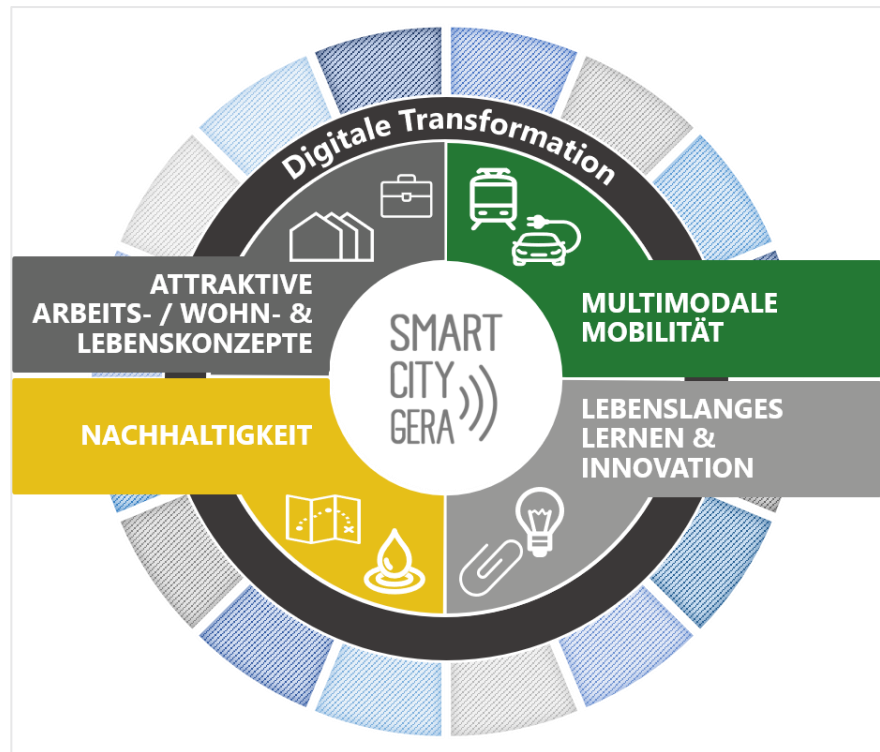 Digitale Transformation
ATTRAKTIVE
ARBEITS- / WOHN- &
LEBENSKONZEPTE
MULTIMODALE
MOBILITÄT
SMART
CITY
GERA
NACHHALTIGKEIT
LEBENSLANGES
LERNEN &
INNOVATION